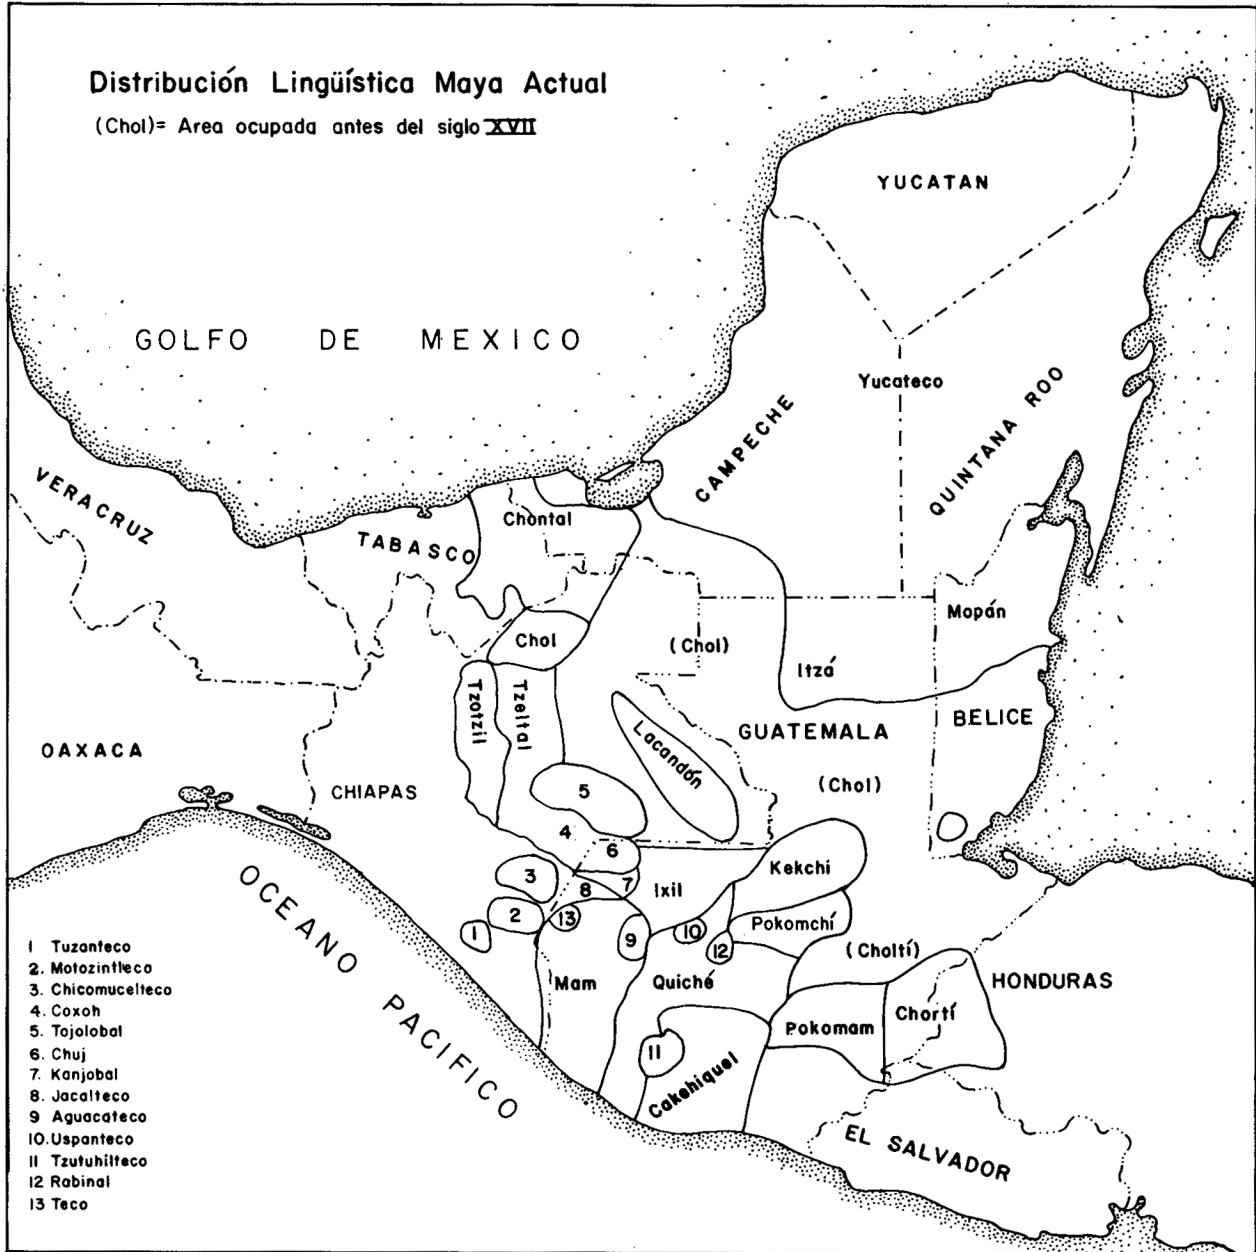 Distribución Lingüística Maya Actual
(Chol)= Area ocupada antes del siglo XVII
YUCATAN
GOLFO DE MEXICO
Yucateco
CAMPECHE
QUINTANA ROO
VERACRUZ
TABASCO
Chontal
Mopán
Chol
(Chol)
Itzá
Tzotzil
Tzeltal
Lacandón
GUATEMALA
BELICE
OAXACA
CHIAPAS
(Chol)
5
4
6
3
8
7
Ixil
Kekchi
2
13
1
9
10
12
Pokomchí
(Choltí)
OCEANO PACIFICO
Mam
Quiché
HONDURAS
Pokomam
Chortí
11
Cakchiquel
EL SALVADOR
1 Tuzanteco
2. Motozintleco
3. Chicomucelteco
4. Coxoh
5. Tojolobal
6. Chuj
7. Kanjobal
8. Jacalteco
9 Aguacateco
10.Uspanteco
11 Tzutuhilteco
12 Rabinal
13 Teco